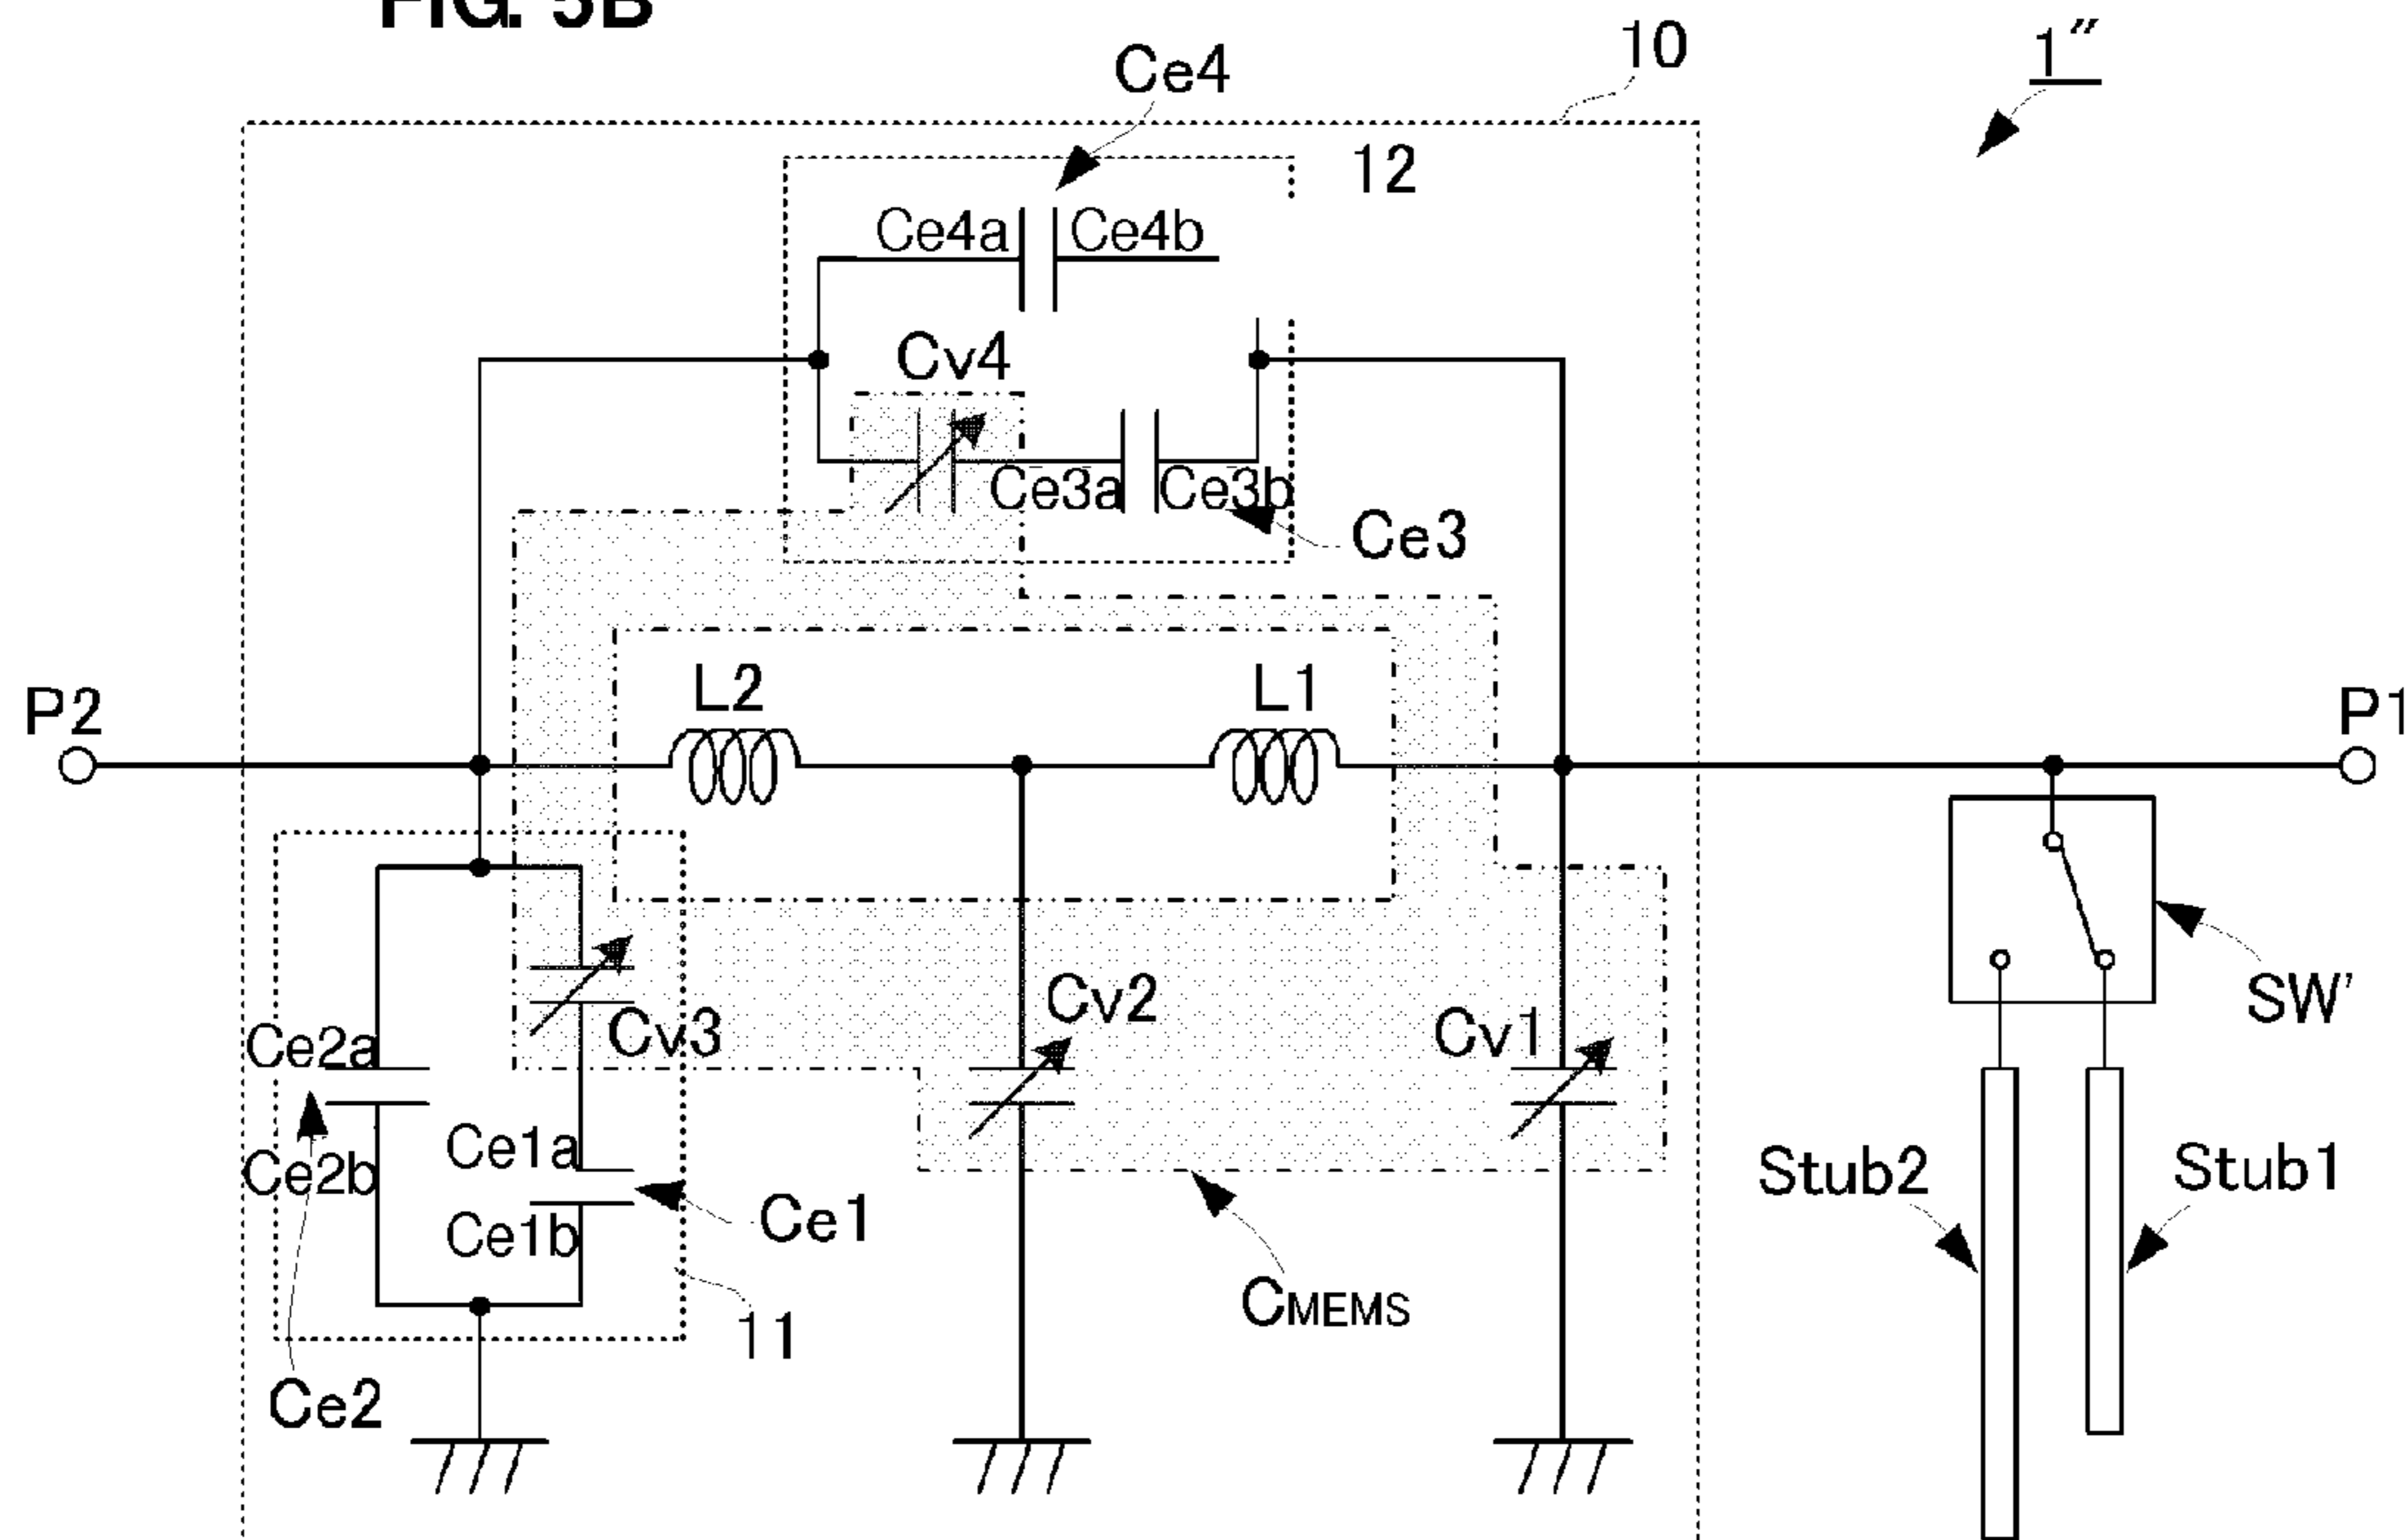 FIG. 5B
10
1″
Ce4
12
Ce4a
Ce4b
Cv4
Ce3a
Ce3b
Ce3
L2
L1
P2
P1
SW'
Cv3
Cv2
Cv1
Ce2a
Ce2b
Ce1a
Ce1b
Ce1
Stub2
Stub1
CMEMS
11
Ce2